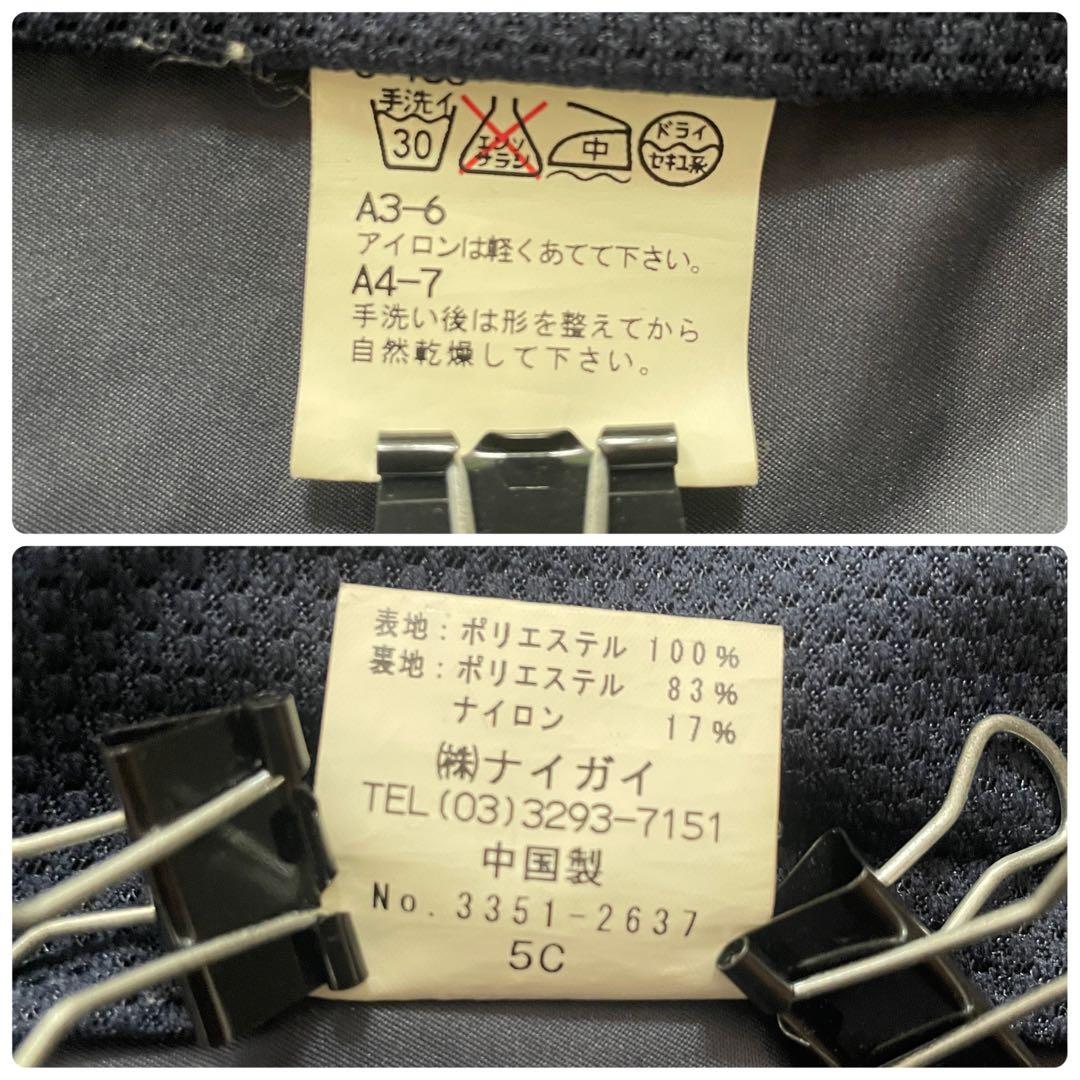 手洗イ
30
エンソ
サラシ
中
ドライ
セキユ系
A3-6
アイロンは軽くあてて下さい。
A4-7
手洗い後は形を整えてから
自然乾燥して下さい。
表地:ポリエステル 100%
裏地:ポリエステル 83%
ナイロン 17%
㈱ナイガイ
TEL(03)3293-7151
中国製
No. 3351-2637
5C